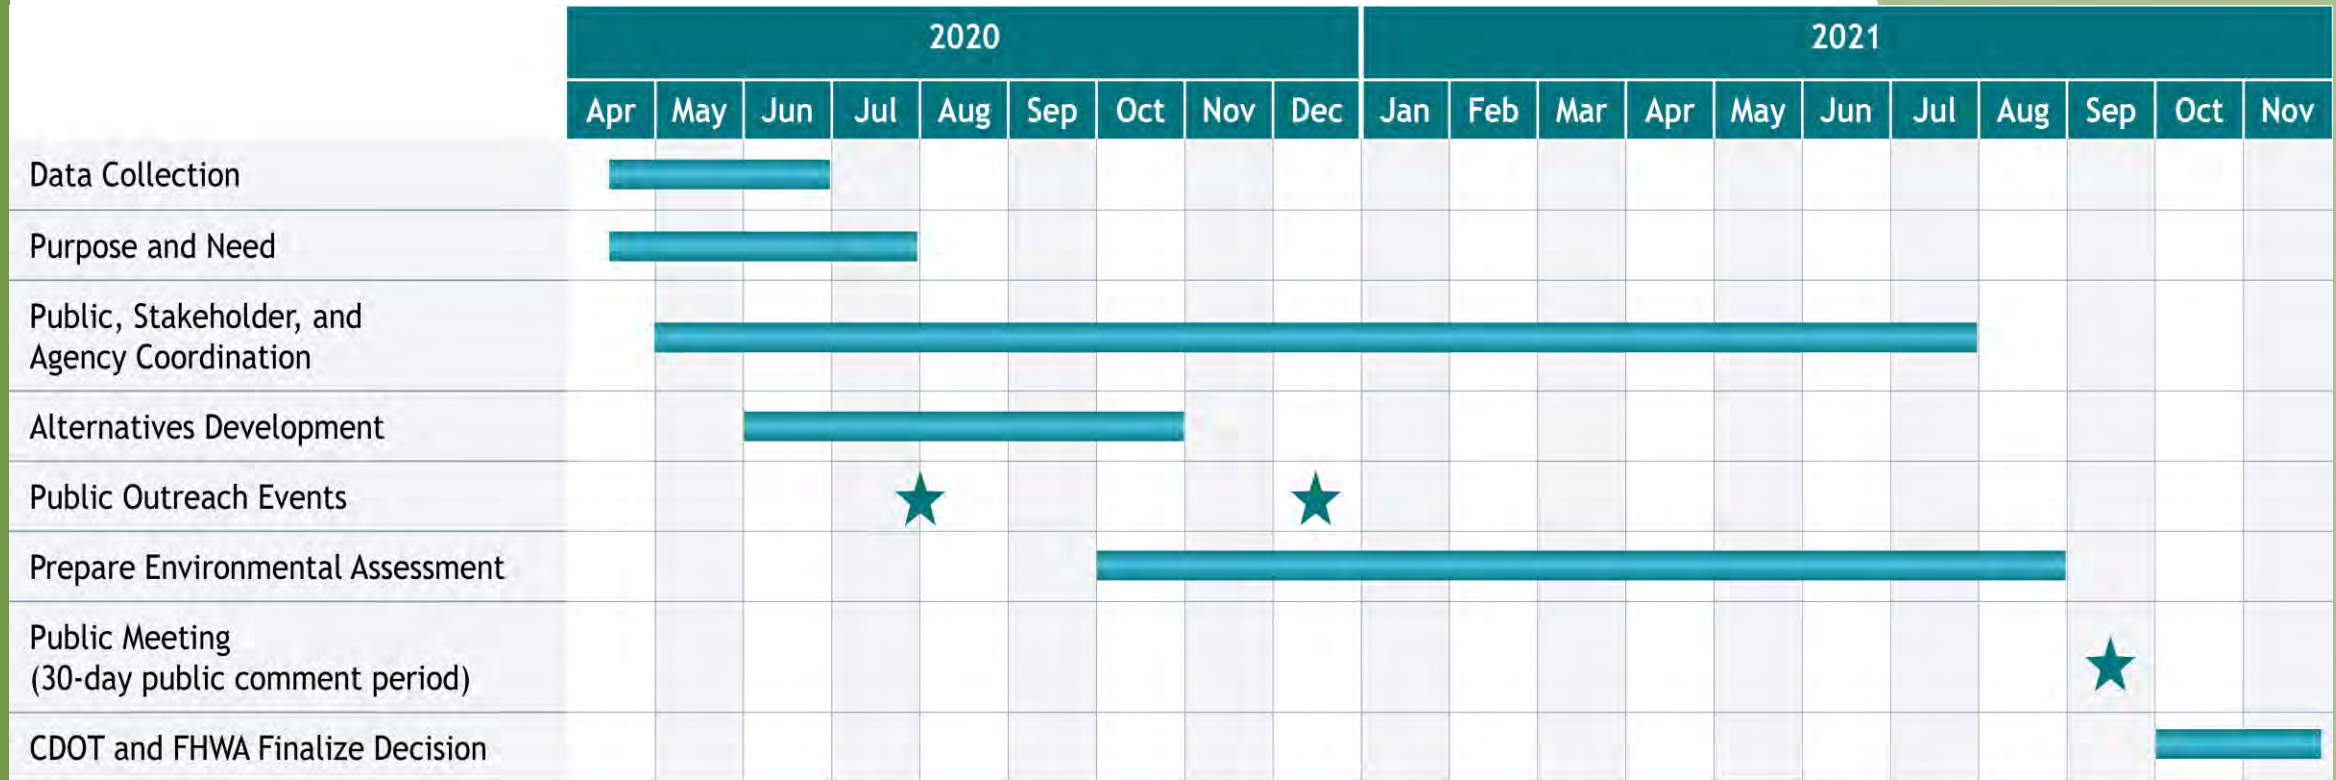 2020 2021
Apr May Jun Jul Aug Sep Oct Nov Dec Jan Feb Mar Apr May Jun Jul Aug Sep Oct Nov
Data Collection
Purpose and Need
Public, Stakeholder, and
Agency Coordination
Alternatives Development
Public Outreach Events
Prepare Environmental Assessment
Public Meeting
(30-day public comment period)
CDOT and FHWA Finalize Decision